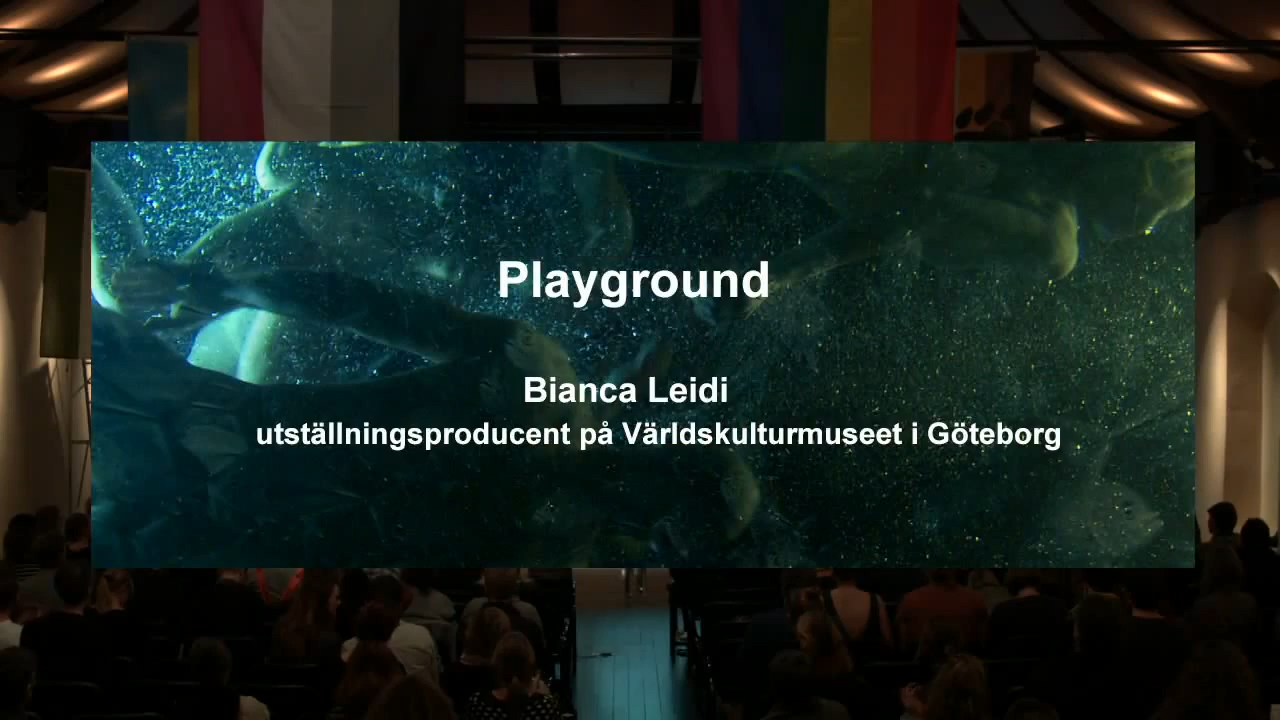 Playground
Bianca Leidi
utställningsproducent på Världskulturmuseet i Göteborg